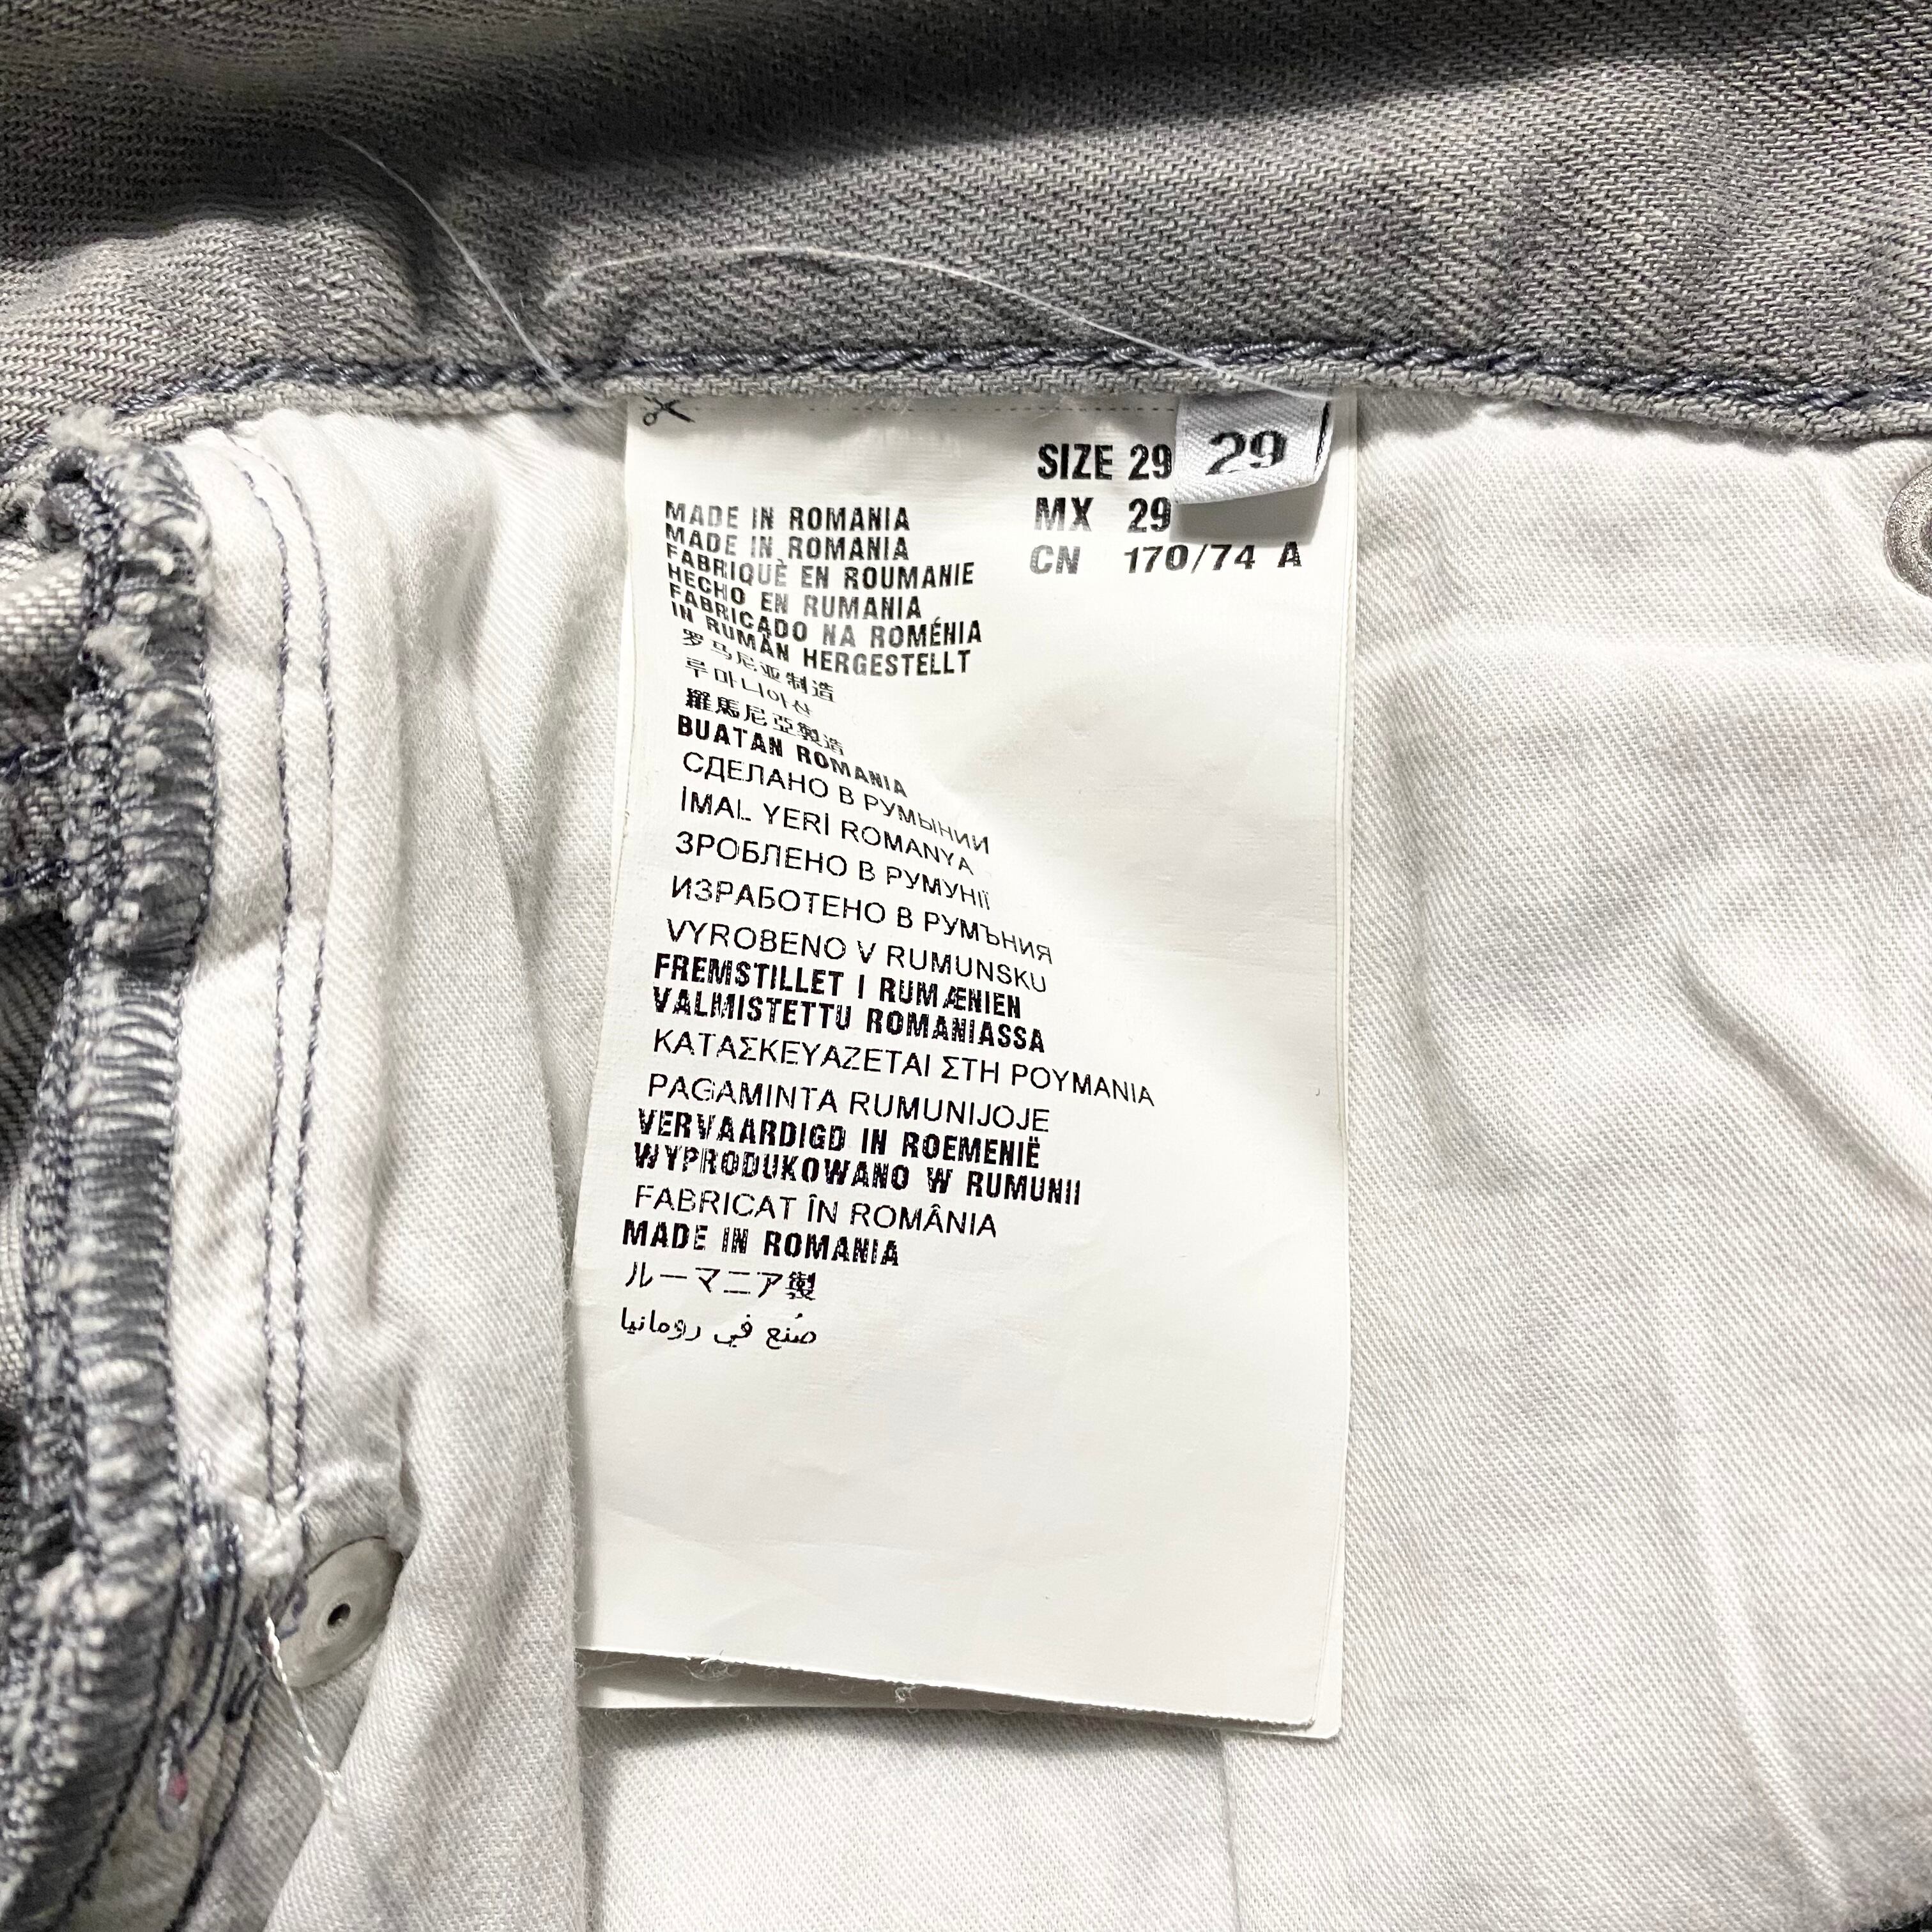 SIZE 29
29
MX 29
CN 170/74 A
MADE IN ROMANIA
MADE IN ROMANIA
FABRIQUÈ EN ROUMANIE
HECHO EN RUMANIA
FABRICADO NA ROMÉNIA
IN RUMÄN HERGESTELLT
罗马尼亚制造
루마니아산
羅馬尼亞製造
BUATAN ROMANIA
СДЕЛАНО В РУМЫНИИ
İMAL YERİ ROMANYA
ЗРОБЛЕНО В РУМУНІЇ
ИЗРАБОТЕНО В РУМЪНИЯ
VYROBENO V RUMUNSKU
FREMSTILLET I RUMÆNIEN
VALMISTETTU ROMANIASSA
ΚΑΤΑΣΚΕΥΑΖΕΤΑΙ ΣΤΗ ΡΟΥΜΑΝΙΑ
PAGAMINTA RUMUNIJOJE
VERVAARDIGD IN ROEMENIË
WYPRODUKOWANO W RUMUNII
FABRICAT ÎN ROMÂNIA
MADE IN ROMANIA
ルーマニア製
صُنع في رومانيا